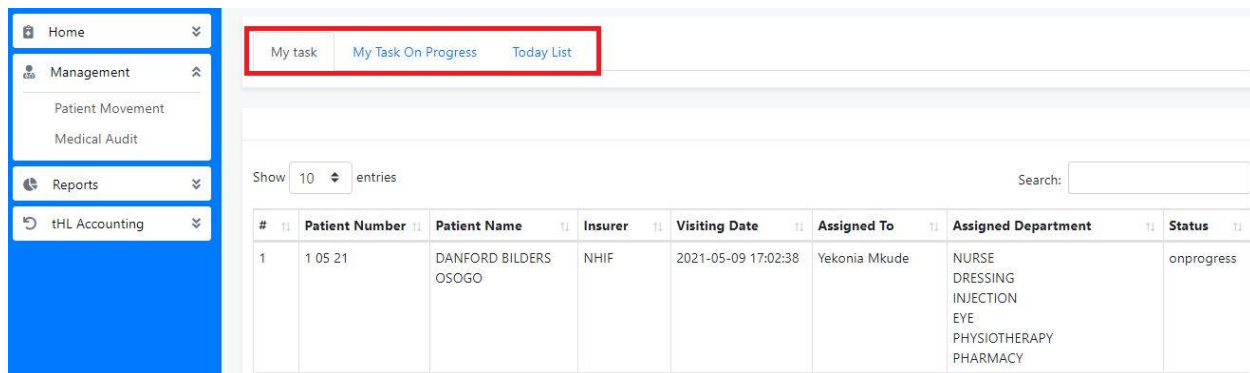 Home
Management
Patient Movement
Medical Audit
Reports
tHL Accounting
My task My Task On Progress Today List
Show 10 entries
Search:
# Patient Number Patient Name Insurer Visiting Date Assigned To Assigned Department Status
1 1 05 21 DANFORD BILDERS NHIF 2021-05-09 17:02:38 Yekonia Mkude NURSE onprogress
OSOGO DRESSING
INJECTION
EYE
PHYSIOTHERAPY
PHARMACY